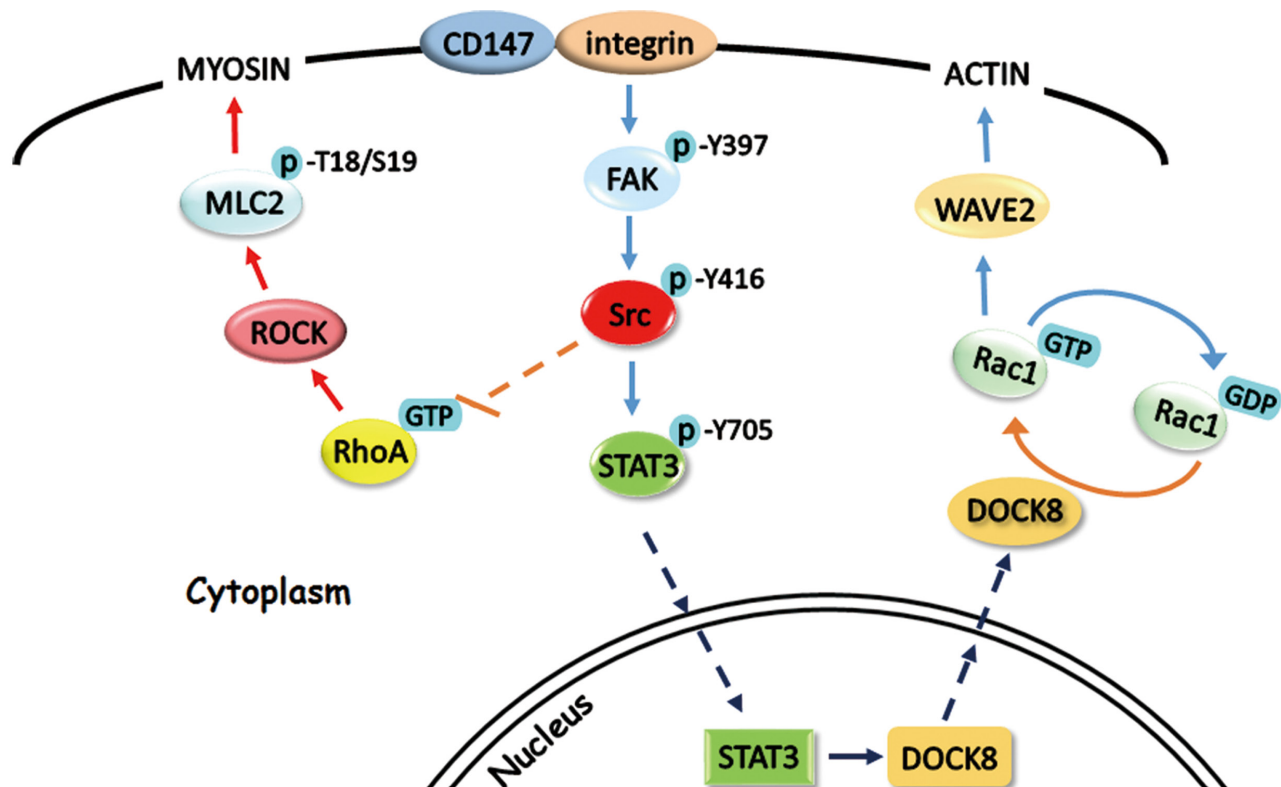 CD147
integrin
MYOSIN
ACTIN
p -T18/S19
MLC2
p -Y397
FAK
WAVE2
p -Y416
Src
ROCK
GTP
Rac1
GDP
Rac1
GTP
RhoA
p -Y705
STAT3
DOCK8
Cytoplasm
Nucleus
STAT3
DOCK8